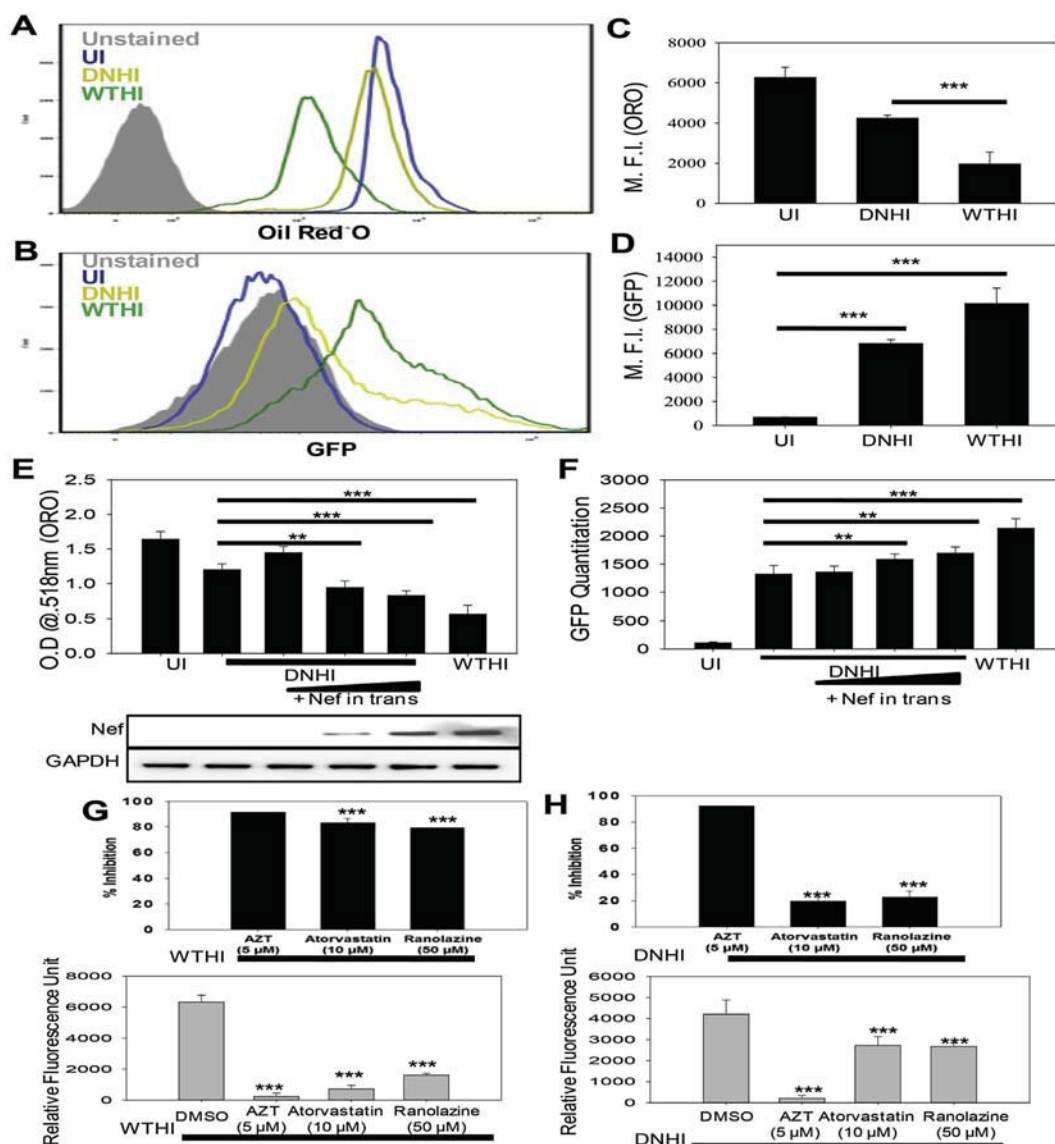 A
Unstained
UI
DNHI
WTHI
Oil Red O
B
Unstained
UI
DNHI
WTHI
GFP
C
M. F.I. (ORO)
8000
6000
4000
2000
0
***
UI DNHI WTHI
D
M. F.I. (GFP)
14000
12000
10000
8000
6000
4000
2000
0
***
***
UI DNHI WTHI
E
O.D @.518nm (ORO)
2.5
2.0
1.5
1.0
0.5
0.0
***
***
**
UI
DNHI
WTHI
+ Nef in trans
Nef
GAPDH
F
GFP Quantitation
3000
2500
2000
1500
1000
500
0
***
**
**
UI
DNHI
WTHI
+ Nef in trans
G
% Inhibition
100
80
60
40
20
0
*** ***
AZT Atorvastatin Ranolazine
(5 µM) (10 µM) (50 µM)
WTHI
Relative Fluorescence Unit
8000
6000
4000
2000
0
*** *** ***
DMSO AZT Atorvastatin Ranolazine
(5 µM) (10 µM) (50 µM)
WTHI
H
% Inhibition
100
80
60
40
20
0
*** ***
AZT Atorvastatin Ranolazine
(5 µM) (10 µM) (50 µM)
DNHI
Relative Fluorescence Unit
6000
5000
4000
3000
2000
1000
0
*** *** ***
DMSO AZT Atorvastatin Ranolazine
(5 µM) (10 µM) (50 µM)
DNHI